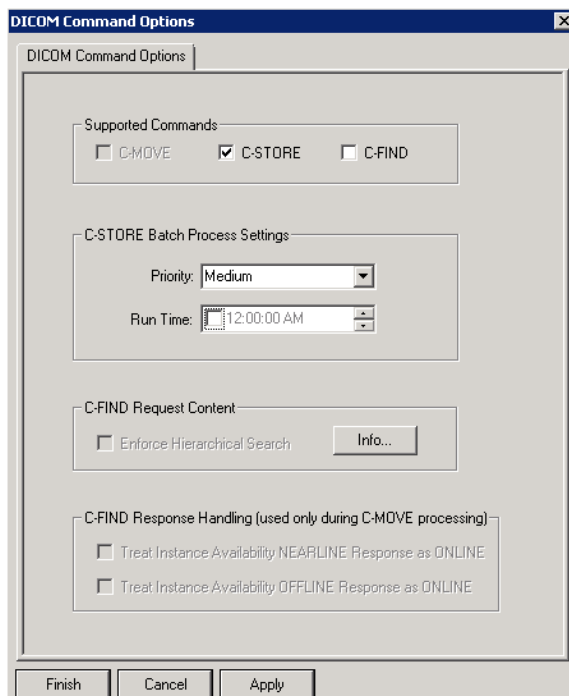 DICOM Command Options
DICOM Command Options
Supported Commands
C-MOVE C-STORE C-FIND
C-STORE Batch Process Settings
Priority: Medium
Run Time: 12:00:00 AM
C-FIND Request Content
Enforce Hierarchical Search Info...
C-FIND Response Handling (used only during C-MOVE processing)
Treat Instance Availability NEARLINE Response as ONLINE
Treat Instance Availability OFFLINE Response as ONLINE
Finish Cancel Apply